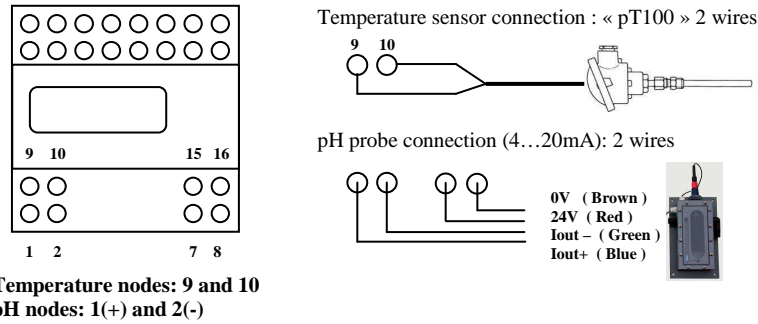 Temperature sensor connection : « pT100 » 2 wires
9 10
pH probe connection (4…20mA): 2 wires
9 10 15 16
0V ( Brown )
24V ( Red )
Iout – ( Green )
Iout+ ( Blue )
1 2 7 8
Temperature nodes: 9 and 10
pH nodes: 1(+) and 2(-)